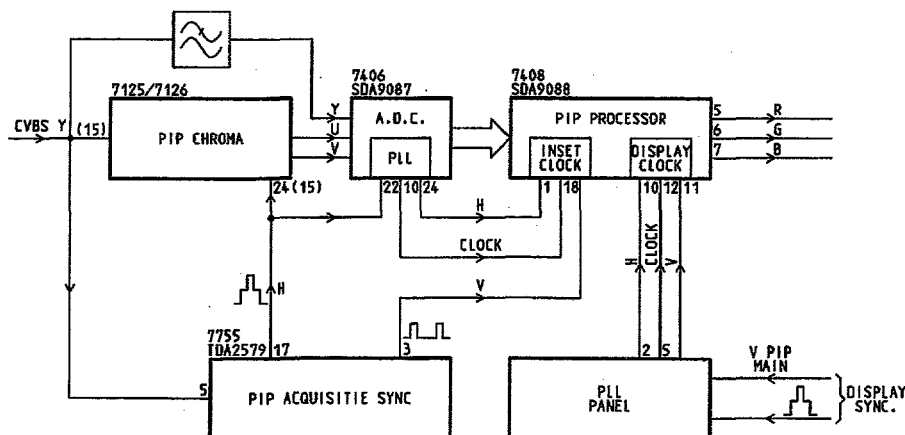 7125/7126
7406
SDA9087
7408
SDA9088
CVBS Y (15)
PIP CHROMA
Y
U
V
A.D.C.
PLL
PIP PROCESSOR
INSET
CLOCK
DISPLAY
CLOCK
5 R
6 G
7 B
24(15)
22 10 24
1 18
10 12 11
H
CLOCK
V
H
H
CLOCK
V
7755
TDA2579
17
3
2 5
5
PIP ACQUISITIE SYNC
PLL
PANEL
V PIP
MAIN
DISPLAY
SYNC.